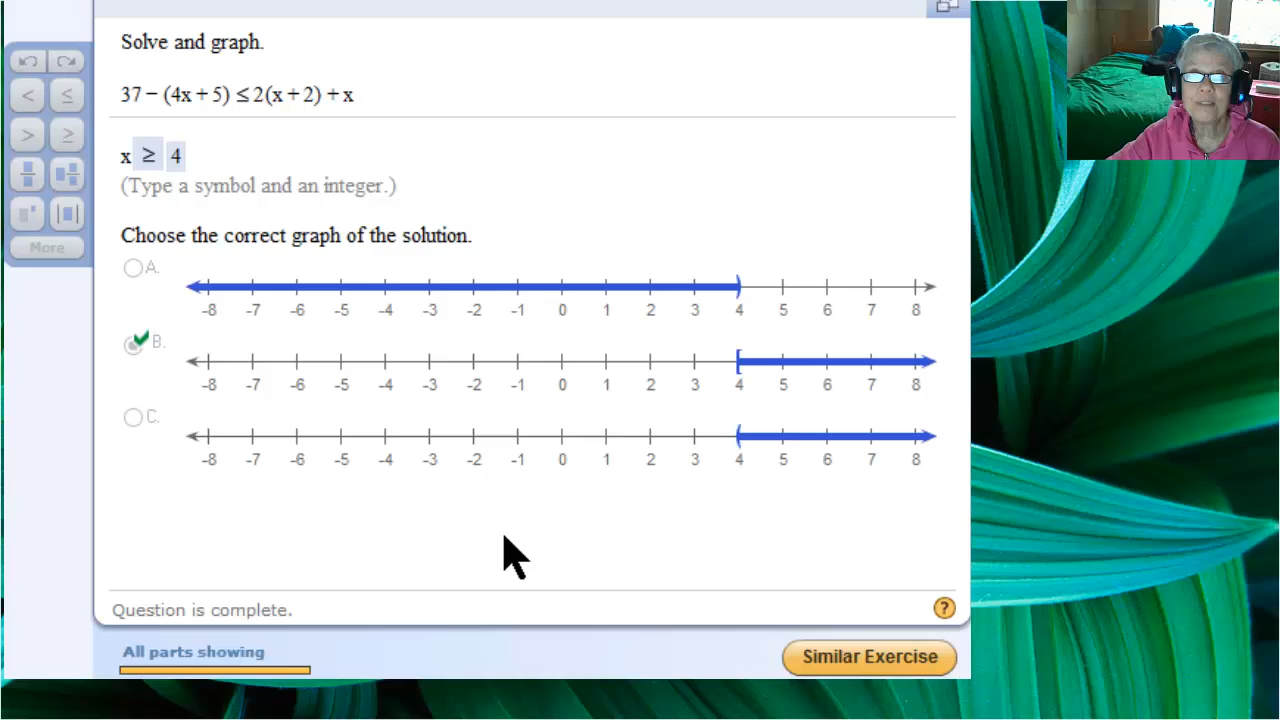 Solve and graph.
37 − (4x + 5) ≤ 2(x + 2) + x
< ≤
> ≥
More
x ≥ 4
(Type a symbol and an integer.)
Choose the correct graph of the solution.
A.
-8 -7 -6 -5 -4 -3 -2 -1 0 1 2 3 4 5 6 7 8
B.
-8 -7 -6 -5 -4 -3 -2 -1 0 1 2 3 4 5 6 7 8
C.
-8 -7 -6 -5 -4 -3 -2 -1 0 1 2 3 4 5 6 7 8
Question is complete.
?
All parts showing
Similar Exercise